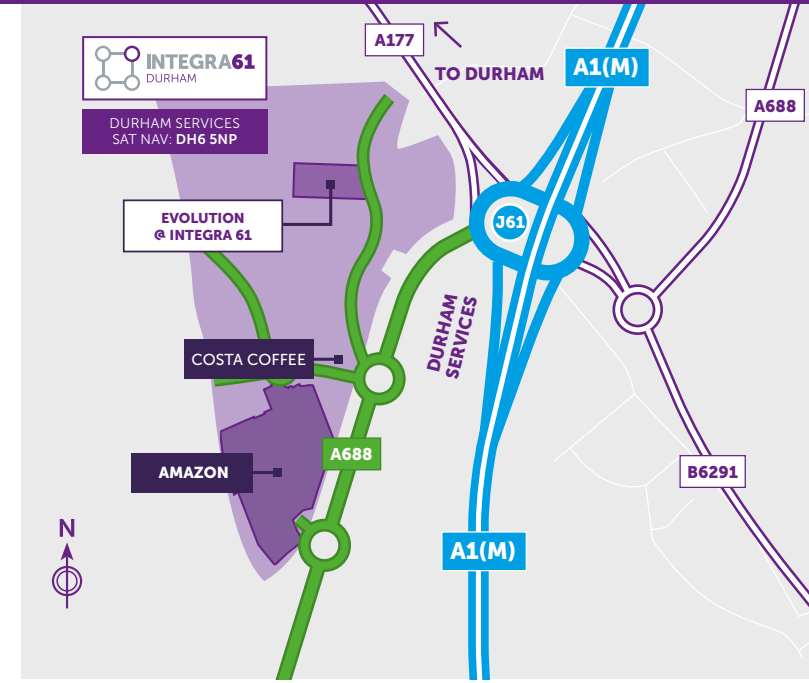 A177
TO DURHAM
A1(M)
INTEGRA61
DURHAM
A688
DURHAM SERVICES
SAT NAV: DH6 5NP
EVOLUTION
@ INTEGRA 61
J61
DURHAM
SERVICES
COSTA COFFEE
A688
AMAZON
B6291
N
A1(M)